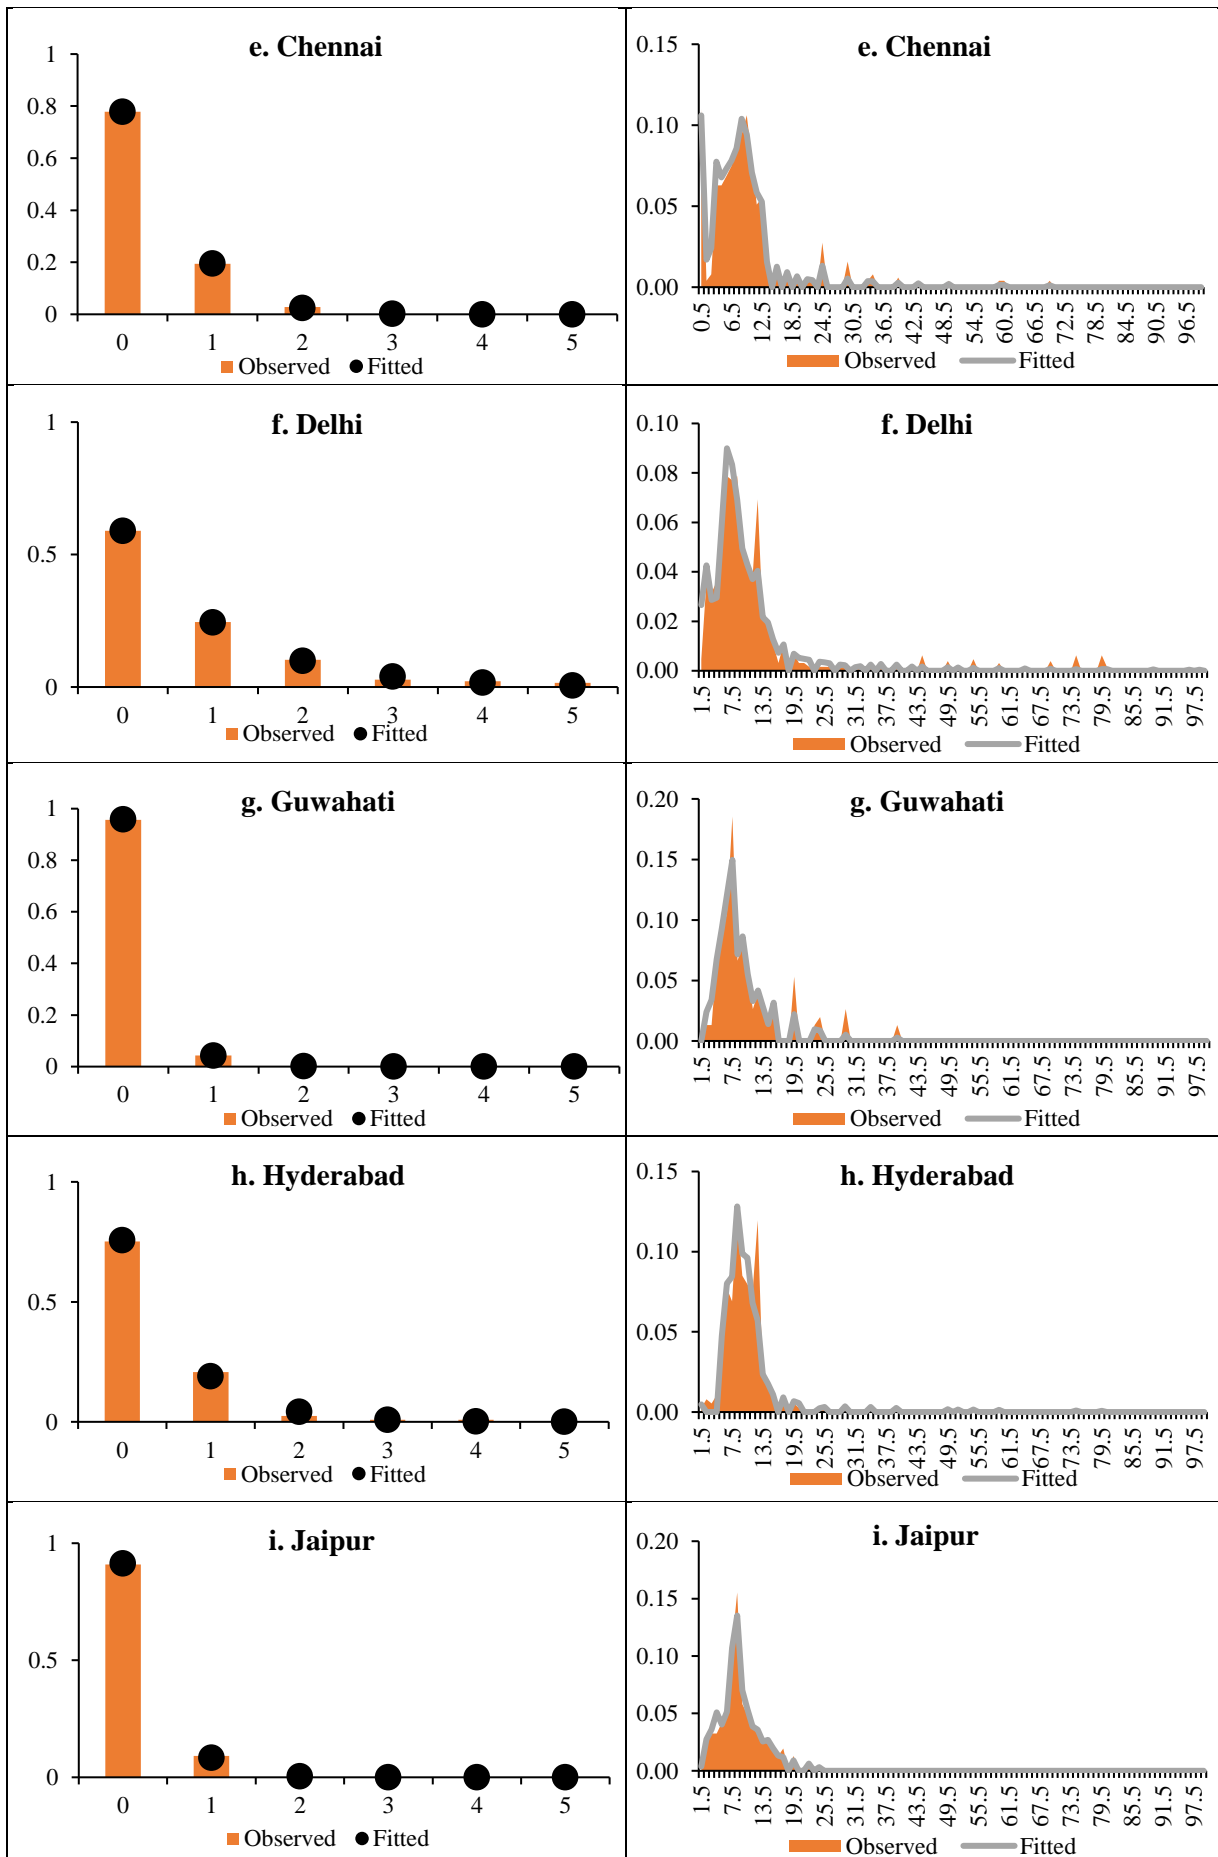 e. Chennai
1
0.8
0.6
0.4
0.2
0
0 1 2 3 4 5
Observed Fitted
e. Chennai
0.15
0.10
0.05
0.00
0.5 6.5 12.5 18.5 24.5 30.5 36.5 42.5 48.5 54.5 60.5 66.5 72.5 78.5 84.5 90.5 96.5
Observed Fitted
f. Delhi
1
0.5
0
0 1 2 3 4 5
Observed Fitted
f. Delhi
0.10
0.08
0.06
0.04
0.02
0.00
1.5 7.5 13.5 19.5 25.5 31.5 37.5 43.5 49.5 55.5 61.5 67.5 73.5 79.5 85.5 91.5 97.5
Observed Fitted
g. Guwahati
1
0.8
0.6
0.4
0.2
0
0 1 2 3 4 5
Observed Fitted
g. Guwahati
0.20
0.15
0.10
0.05
0.00
1.5 7.5 13.5 19.5 25.5 31.5 37.5 43.5 49.5 55.5 61.5 67.5 73.5 79.5 85.5 91.5 97.5
Observed Fitted
h. Hyderabad
1
0.5
0
0 1 2 3 4 5
Observed Fitted
h. Hyderabad
0.15
0.10
0.05
0.00
1.5 7.5 13.5 19.5 25.5 31.5 37.5 43.5 49.5 55.5 61.5 67.5 73.5 79.5 85.5 91.5 97.5
Observed Fitted
i. Jaipur
1
0.5
0
0 1 2 3 4 5
Observed Fitted
i. Jaipur
0.20
0.15
0.10
0.05
0.00
1.5 7.5 13.5 19.5 25.5 31.5 37.5 43.5 49.5 55.5 61.5 67.5 73.5 79.5 85.5 91.5 97.5
Observed Fitted